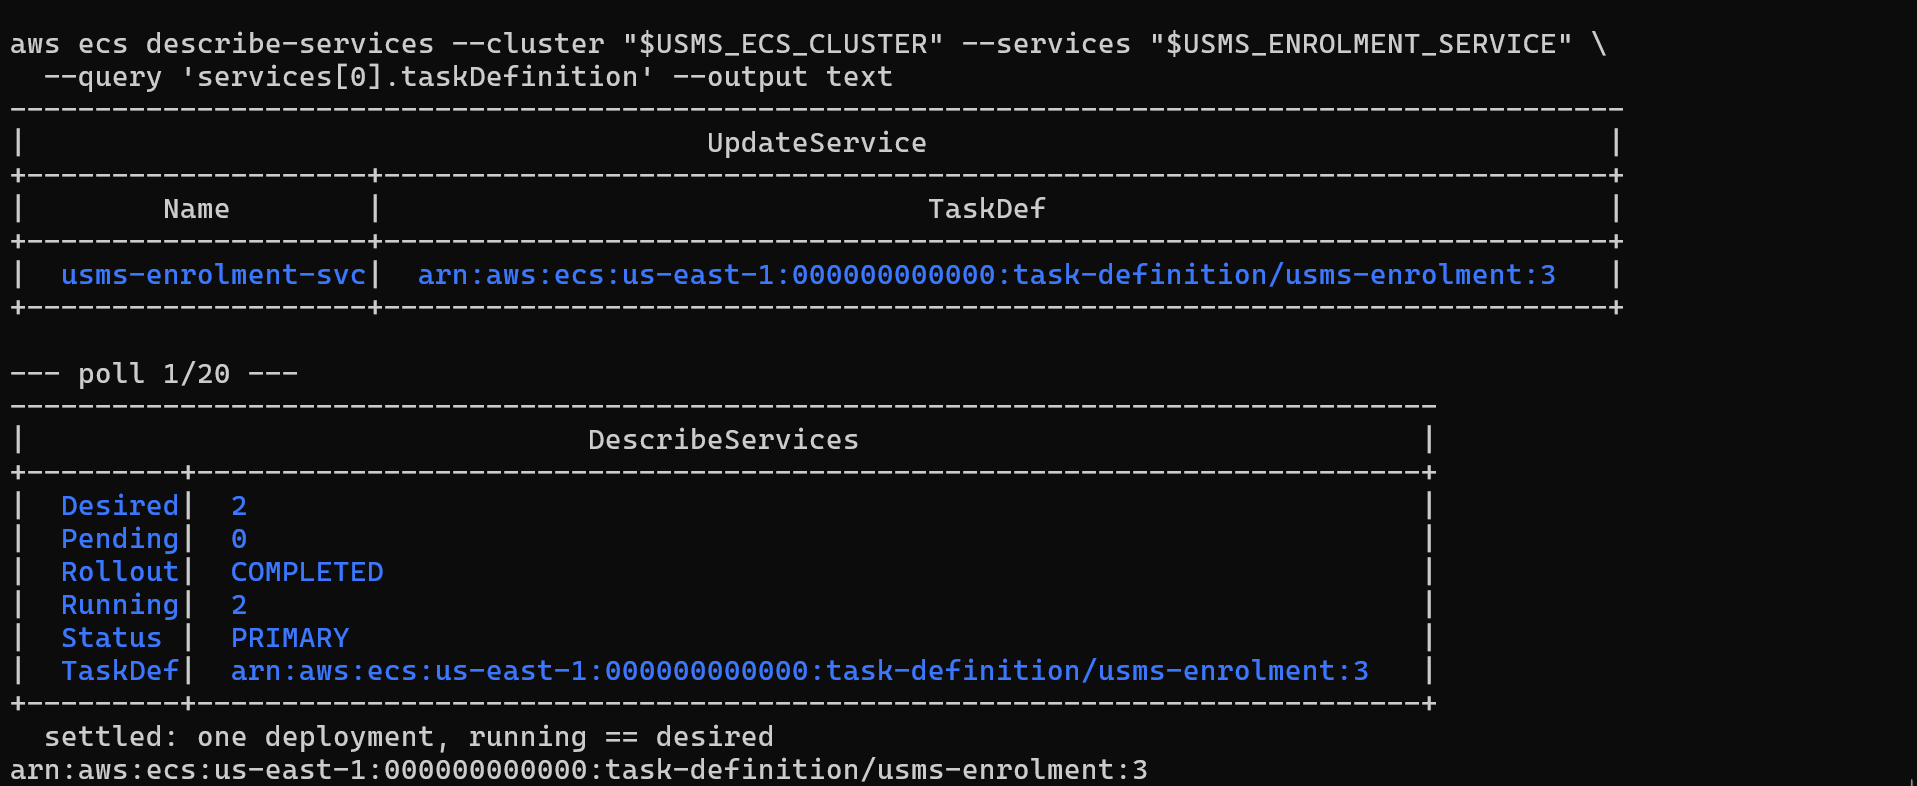 aws ecs describe-services --cluster "$USMS_ECS_CLUSTER" --services "$USMS_ENROLMENT_SERVICE" \
  --query 'services[0].taskDefinition' --output text
-----------------------------------------------------------------------------------------------
|                                        UpdateService                                        |
+--------------------+------------------------------------------------------------------------+
|        Name        |                                TaskDef                                 |
+--------------------+------------------------------------------------------------------------+
|  usms-enrolment-svc|  arn:aws:ecs:us-east-1:000000000000:task-definition/usms-enrolment:3   |
+--------------------+------------------------------------------------------------------------+
--- poll 1/20 ---
------------------------------------------------------------------------------------
|                                 DescribeServices                                 |
+---------+------------------------------------------------------------------------+
|  Desired|  2                                                                     |
|  Pending|  0                                                                     |
|  Rollout|  COMPLETED                                                             |
|  Running|  2                                                                     |
|  Status |  PRIMARY                                                               |
|  TaskDef|  arn:aws:ecs:us-east-1:000000000000:task-definition/usms-enrolment:3   |
+---------+------------------------------------------------------------------------+
  settled: one deployment, running == desired
arn:aws:ecs:us-east-1:000000000000:task-definition/usms-enrolment:3